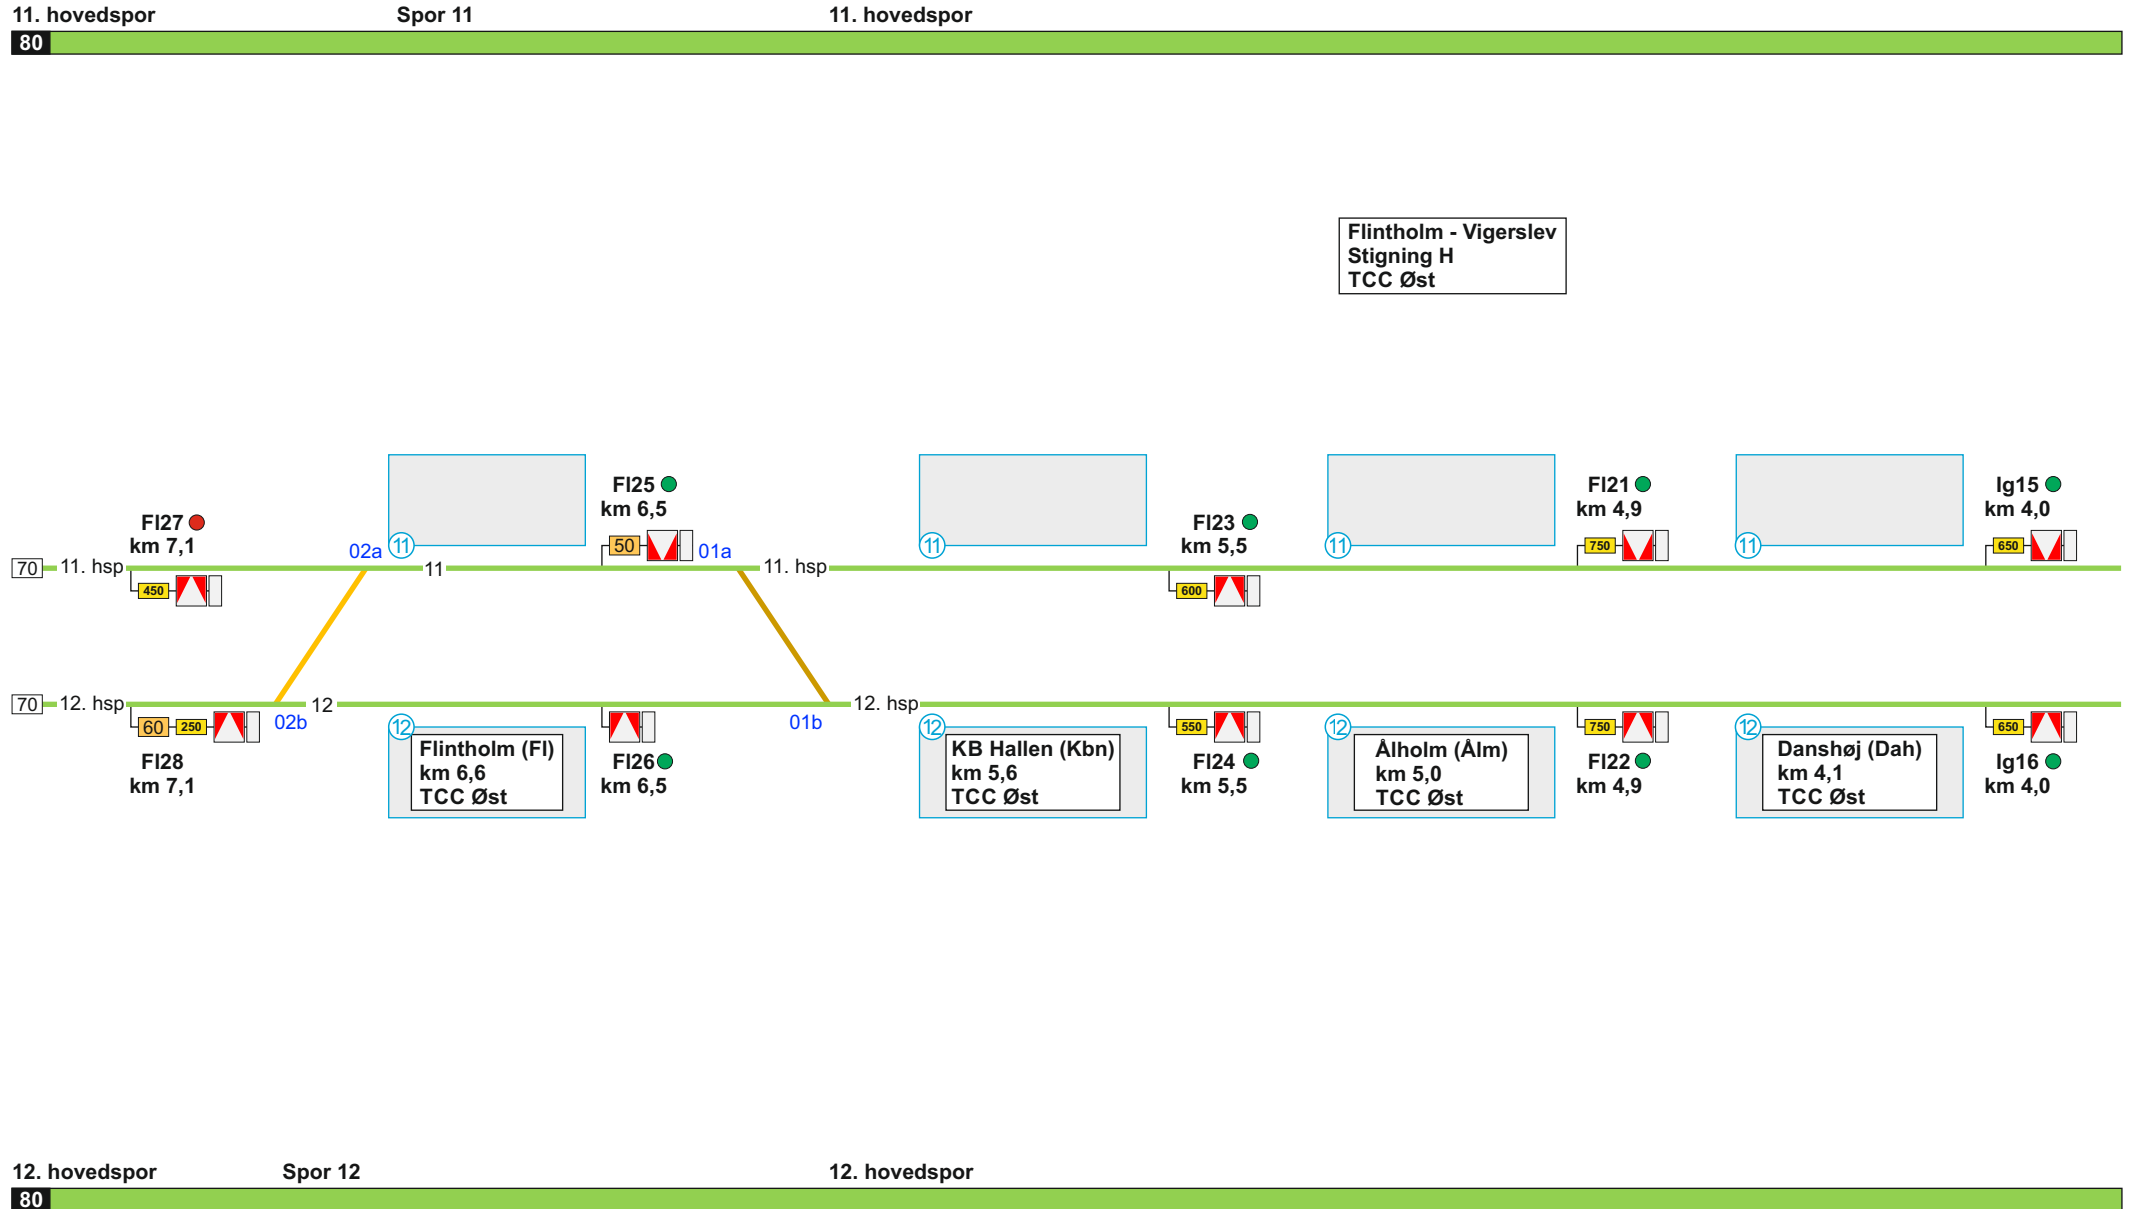 11. hovedspor Spor 11 11. hovedspor
80
Flintholm - Vigerslev
Stigning H
TCC Øst
Fl25
km 6,5
Fl21
km 4,9
Ig15
km 4,0
Fl27
km 7,1
Fl23
km 5,5
02a 11 50 01a 11 11 750 11 650
70 11. hsp 11 11. hsp
450 600
70 12. hsp 12 12. hsp
60 250 02b 12 01b 12 550 12 750 12 650
Fl28
km 7,1
Flintholm (Fl)
km 6,6
TCC Øst
Fl26
km 6,5
KB Hallen (Kbn)
km 5,6
TCC Øst
Fl24
km 5,5
Ålholm (Ålm)
km 5,0
TCC Øst
Fl22
km 4,9
Danshøj (Dah)
km 4,1
TCC Øst
Ig16
km 4,0
12. hovedspor Spor 12 12. hovedspor
80